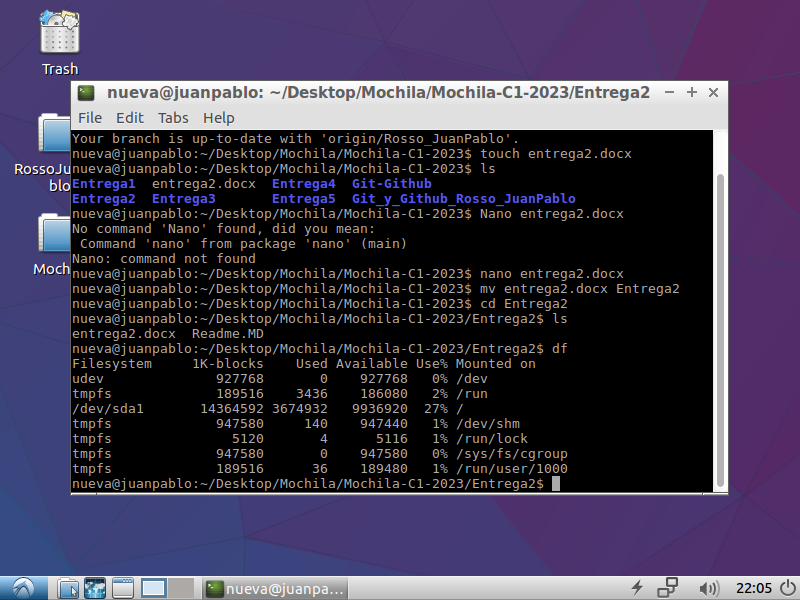 Trash
RossoJu
blo
Moch
nueva@juanpablo: ~/Desktop/Mochila/Mochila-C1-2023/Entrega2
File Edit Tabs Help
Your branch is up-to-date with 'origin/Rosso_JuanPablo'.
nueva@juanpablo:~/Desktop/Mochila/Mochila-C1-2023$ touch entrega2.docx
nueva@juanpablo:~/Desktop/Mochila/Mochila-C1-2023$ ls
Entrega1  entrega2.docx  Entrega4  Git-Github
Entrega2  Entrega3       Entrega5  Git_y_Github_Rosso_JuanPablo
nueva@juanpablo:~/Desktop/Mochila/Mochila-C1-2023$ Nano entrega2.docx
No command 'Nano' found, did you mean:
 Command 'nano' from package 'nano' (main)
Nano: command not found
nueva@juanpablo:~/Desktop/Mochila/Mochila-C1-2023$ nano entrega2.docx
nueva@juanpablo:~/Desktop/Mochila/Mochila-C1-2023$ mv entrega2.docx Entrega2
nueva@juanpablo:~/Desktop/Mochila/Mochila-C1-2023$ cd Entrega2
nueva@juanpablo:~/Desktop/Mochila/Mochila-C1-2023/Entrega2$ ls
entrega2.docx  Readme.MD
nueva@juanpablo:~/Desktop/Mochila/Mochila-C1-2023/Entrega2$ df
Filesystem     1K-blocks    Used Available Use% Mounted on
udev              927768       0    927768   0% /dev
tmpfs             189516    3436    186080   2% /run
/dev/sda1       14364592 3674932   9936920  27% /
tmpfs             947580     140    947440   1% /dev/shm
tmpfs               5120       4      5116   1% /run/lock
tmpfs             947580       0    947580   0% /sys/fs/cgroup
tmpfs             189516      36    189480   1% /run/user/1000
nueva@juanpablo:~/Desktop/Mochila/Mochila-C1-2023/Entrega2$
nueva@juanpa...
22:05